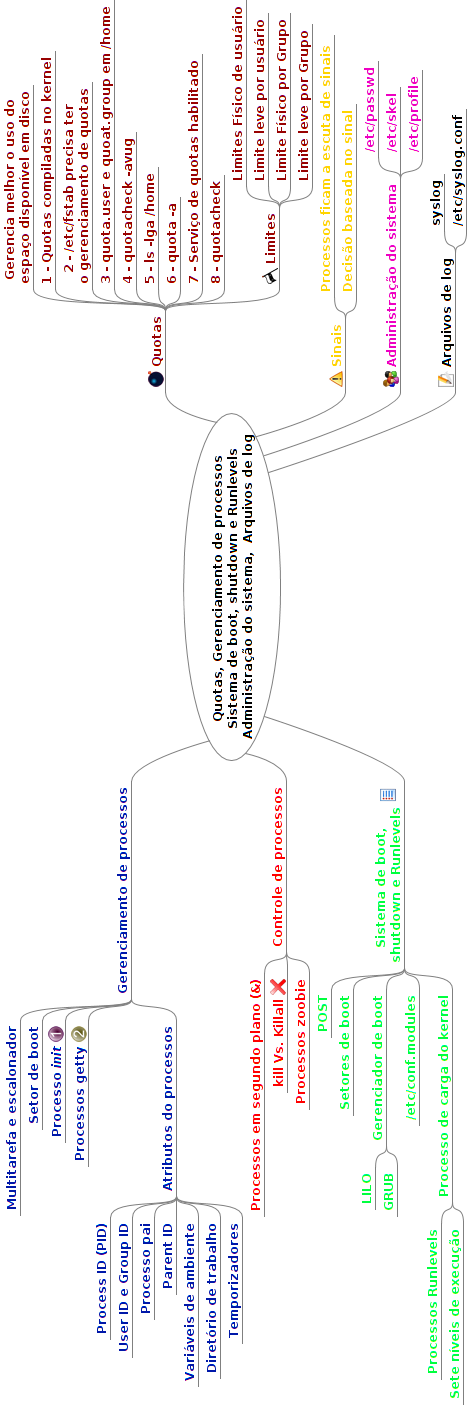 Quotas, Gerenciamento de processos
Sistema de boot, shutdown e Runlevels
Administração do sistema, Arquivos de log
Gerenciamento de processos
Multitarefa e escalonador
Setor de boot
Processo init 1
Processos getty 2
Atributos do processos
Process ID (PID)
User ID e Group ID
Processo pai
Parent ID
Variáveis de ambiente
Diretório de trabalho
Temporizadores
Controle de processos
Processos em segundo plano (&)
kill Vs. Killall
Processos zoobie
Sistema de boot,
shutdown e Runlevels
POST
Setores de boot
Gerenciador de boot
LILO
GRUB
/etc/conf.modules
Processo de carga do kernel
Processos Runlevels
Sete níveis de execução
Quotas
Gerencia melhor o uso do
espaço disponível em disco
1 - Quotas compiladas no kernel
2 - /etc/fstab precisa ter
o gerenciamento de quotas
3 - quota.user e quoat.group em /home
4 - quotacheck -avug
5 - ls -lga /home
6 - quota -a
7 - Serviço de quotas habilitado
8 - quotacheck
Limites
Limites Físico de usuário
Limite leve por usuário
Limite Físico por Grupo
Limite leve por Grupo
Sinais
Processos ficam a escuta de sinais
Decisão baseada no sinal
Administração do sistema
/etc/passwd
/etc/skel
/etc/profile
Arquivos de log
syslog
/etc/syslog.conf